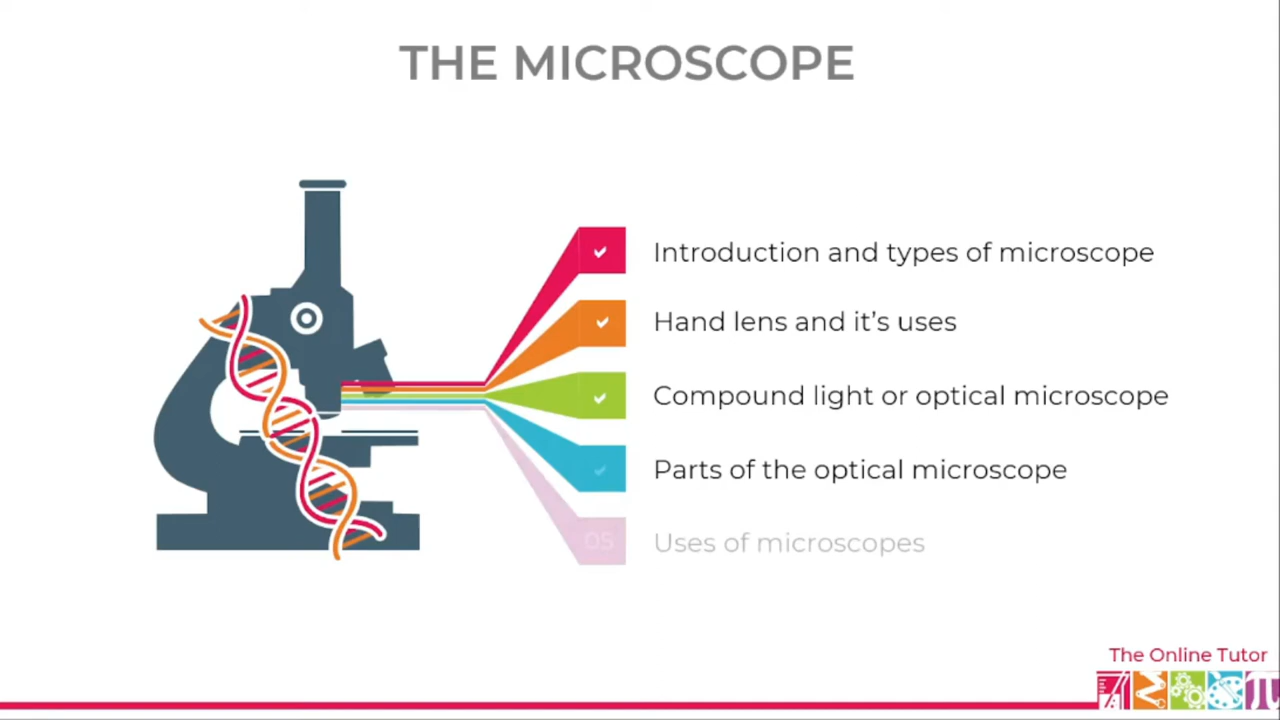 THE MICROSCOPE
Introduction and types of microscope
Hand lens and it’s uses
Compound light or optical microscope
Parts of the optical microscope
05
Uses of microscopes
The Online Tutor
π